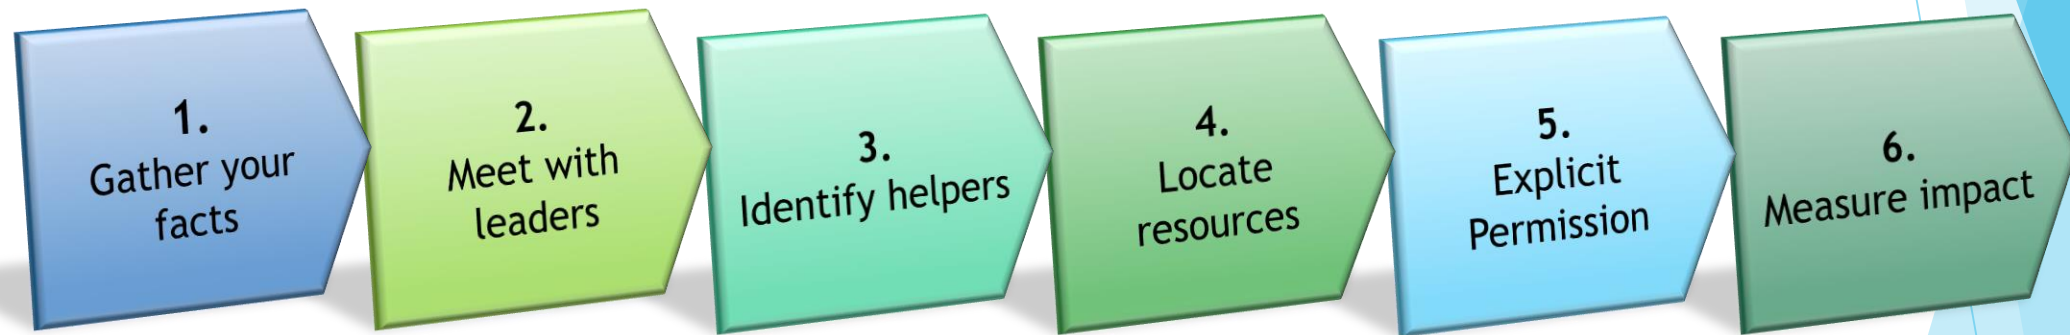 1.
Gather your
facts
2.
Meet with
leaders
3.
Identify helpers
4.
Locate
resources
5.
Explicit
Permission
6.
Measure impact